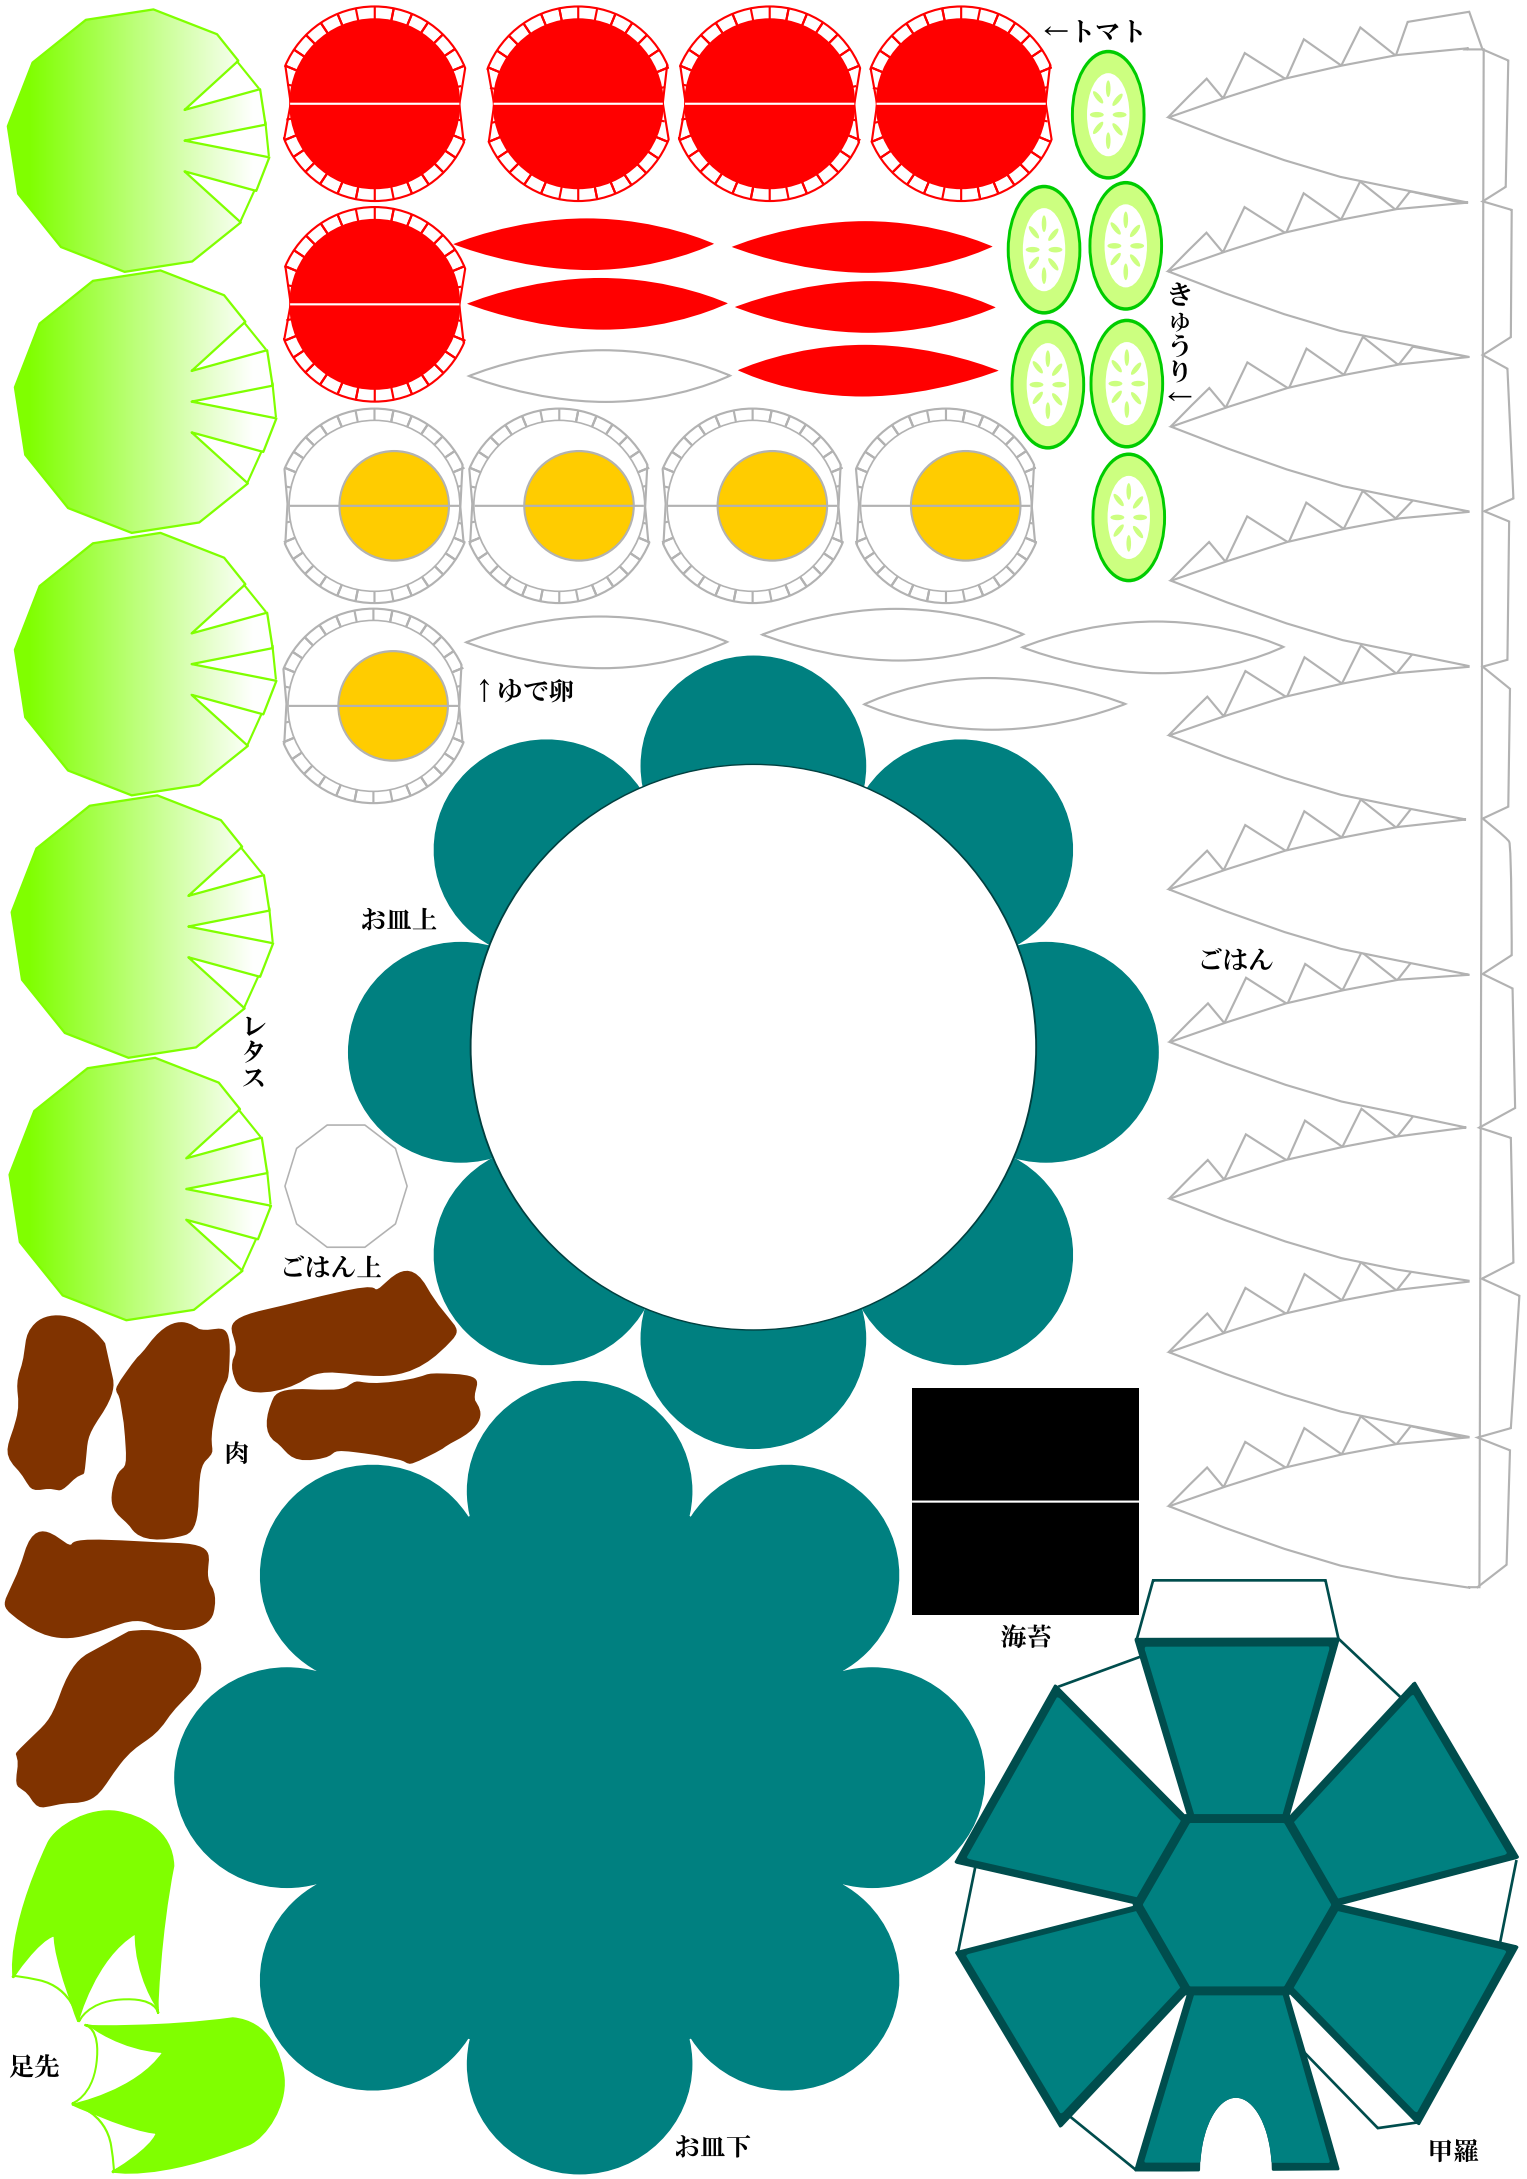 ←トマト
きゅうり←
↑ゆで卵
お皿上
ごはん
レタス
ごはん上
肉
海苔
足先
お皿下
甲羅